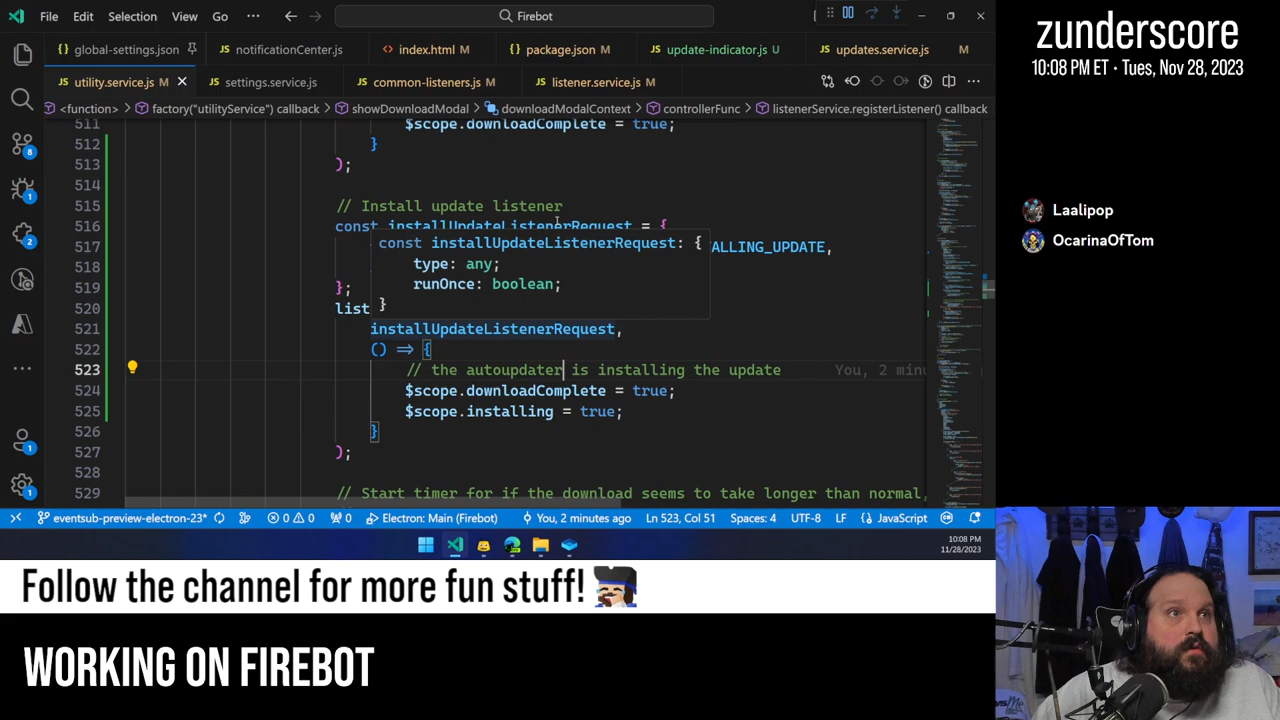 File Edit Selection View Go ··· Firebot
global-settings.json notificationCenter.js index.html M package.json M update-indicator.js U updates.service.js M
utility.service.js M settings.service.js common-listeners.js M listener.service.js M
<function> factory("utilityService") callback showDownloadModal downloadModalContext controllerFunc listenerService.registerListener() callback
511 $scope.downloadComplete = true;
512 }
513 );
514
515 // Install update listener
516 const installUpdateListenerRequest = {
const installUpdateListenerRequest: {
517 ALLING_UPDATE,
type: any;
518
runOnce: boolean;
519 };
}
520 list
521 installUpdateListenerRequest,
522 () => {
523 // the autoupdater is installing the update You, 2 minu
524 $scope.downloadComplete = true;
525 $scope.installing = true;
526 }
527 );
528
529 // Start timer for if the download seems to take longer than normal,
eventsub-preview-electron-23* 0 0 0 Electron: Main (Firebot) You, 2 minutes ago Ln 523, Col 51 Spaces: 4 UTF-8 LF {} JavaScript
10:08 PM
11/28/2023
zunderscore
10:08 PM ET · Tues, Nov 28, 2023
Laalipop
OcarinaOfTom
Follow the channel for more fun stuff!
WORKING ON FIREBOT